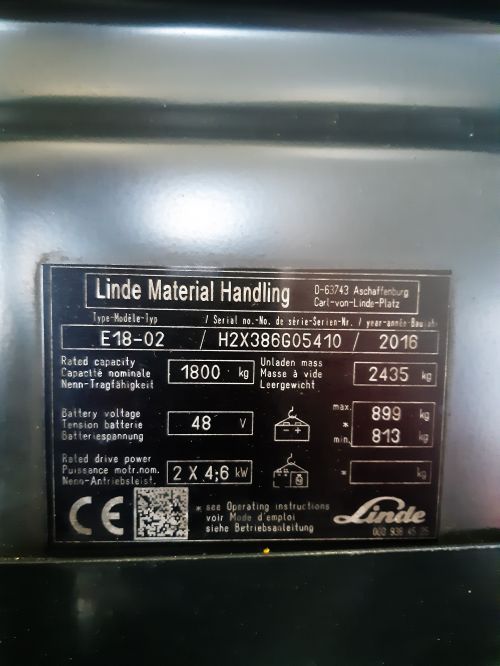 Linde Material Handling
D-63743 Aschaffenburg
Carl-von-Linde-Platz
Type-Modèle-Typ / Serial no.-No. de série-Serien-Nr. / year-année-Baujahr
E18-02 / H2X386G05410 / 2016
Rated capacity
Capacité nominale
Nenn-Tragfähigkeit
1800 kg
Unladen mass
Masse à vide
Leergewicht
2435 kg
Battery voltage
Tension batterie
Batteriespannung
48 V
- +
max. 899 kg
*
min. 813 kg
Rated drive power
Puissance motr.nom.
Nenn-Antriebsleist.
2 X 4;6 kW
* kg
CE
* see Operating instructions
voir Mode d'emploi
siehe Betriebsanleitung
Linde